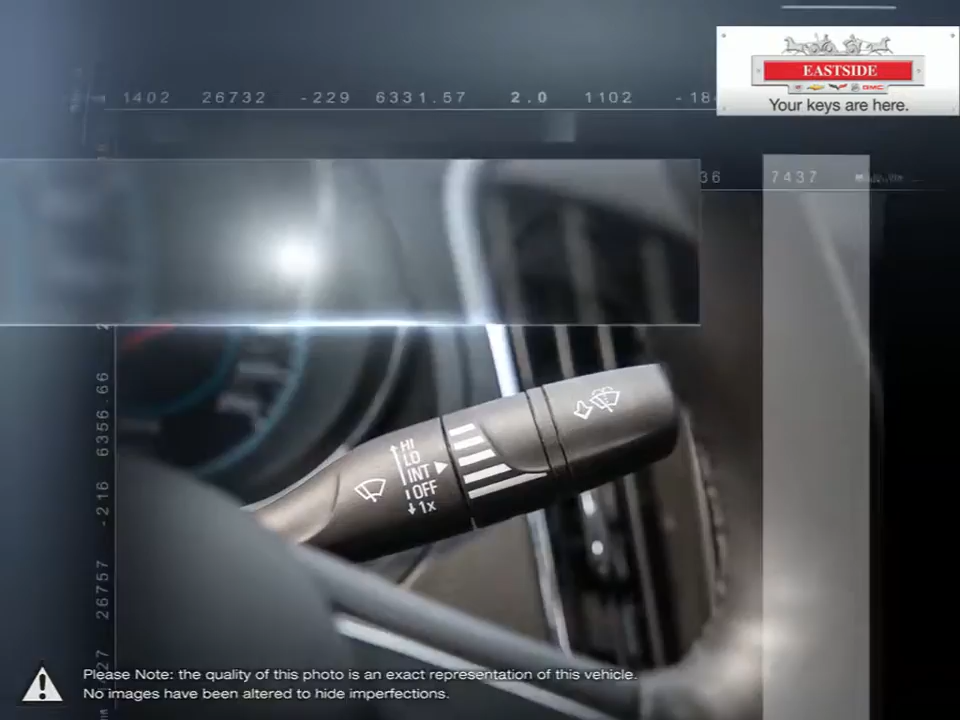 EASTSIDE
GMC
Your keys are here.
1402 26732 -229 6331.57 2.0 1102
36 7437
6356.66
-216
26757
HI
LO
INT
OFF
1x
Please Note: the quality of this photo is an exact representation of this vehicle.
No images have been altered to hide imperfections.